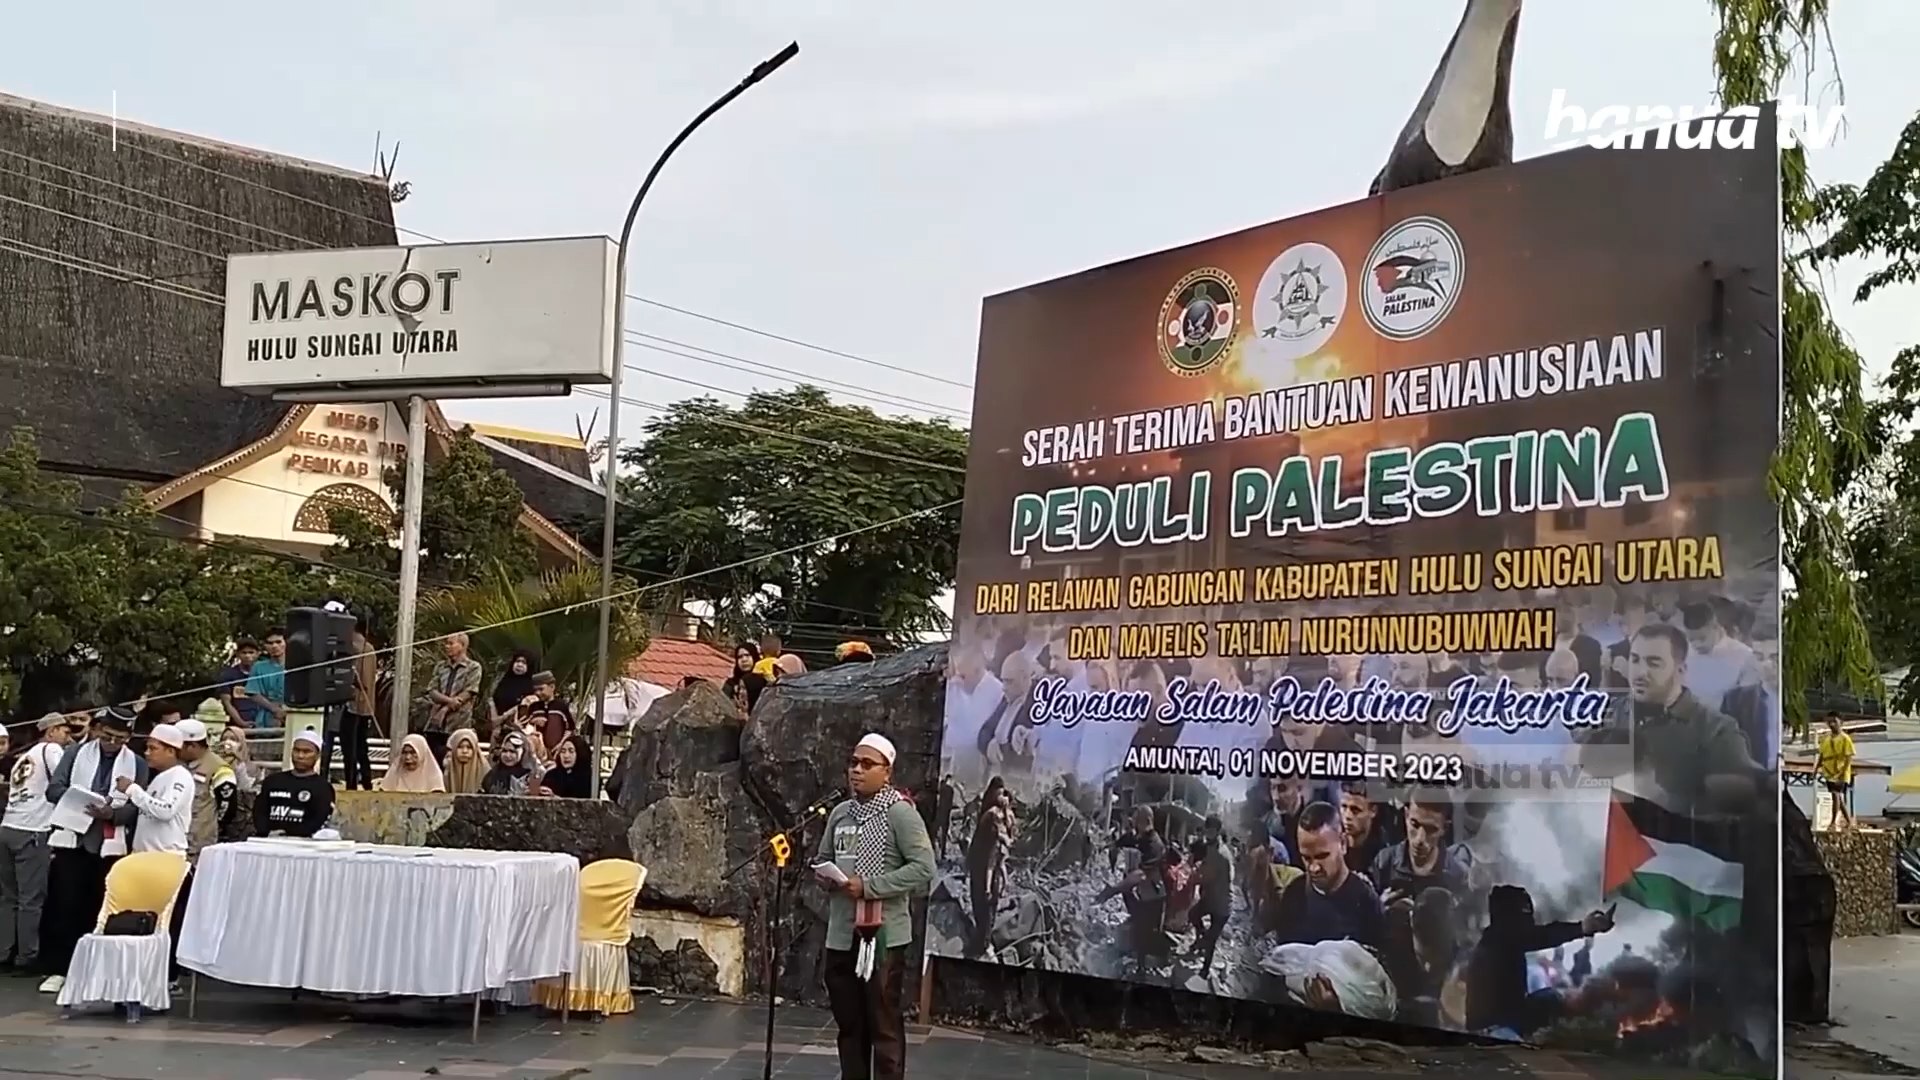 banua tv
MASKOT
HULU SUNGAI UTARA
MESS
NEGARA DIP
PEMKAB
SALAM
PALESTINA
SERAH TERIMA BANTUAN KEMANUSIAAN
PEDULI PALESTINA
DARI RELAWAN GABUNGAN KABUPATEN HULU SUNGAI UTARA
DAN MAJELIS TA'LIM NURUNNUBUWWAH
Yayasan Salam Palestina Jakarta
AMUNTAI, 01 NOVEMBER 2023
banua tv.com